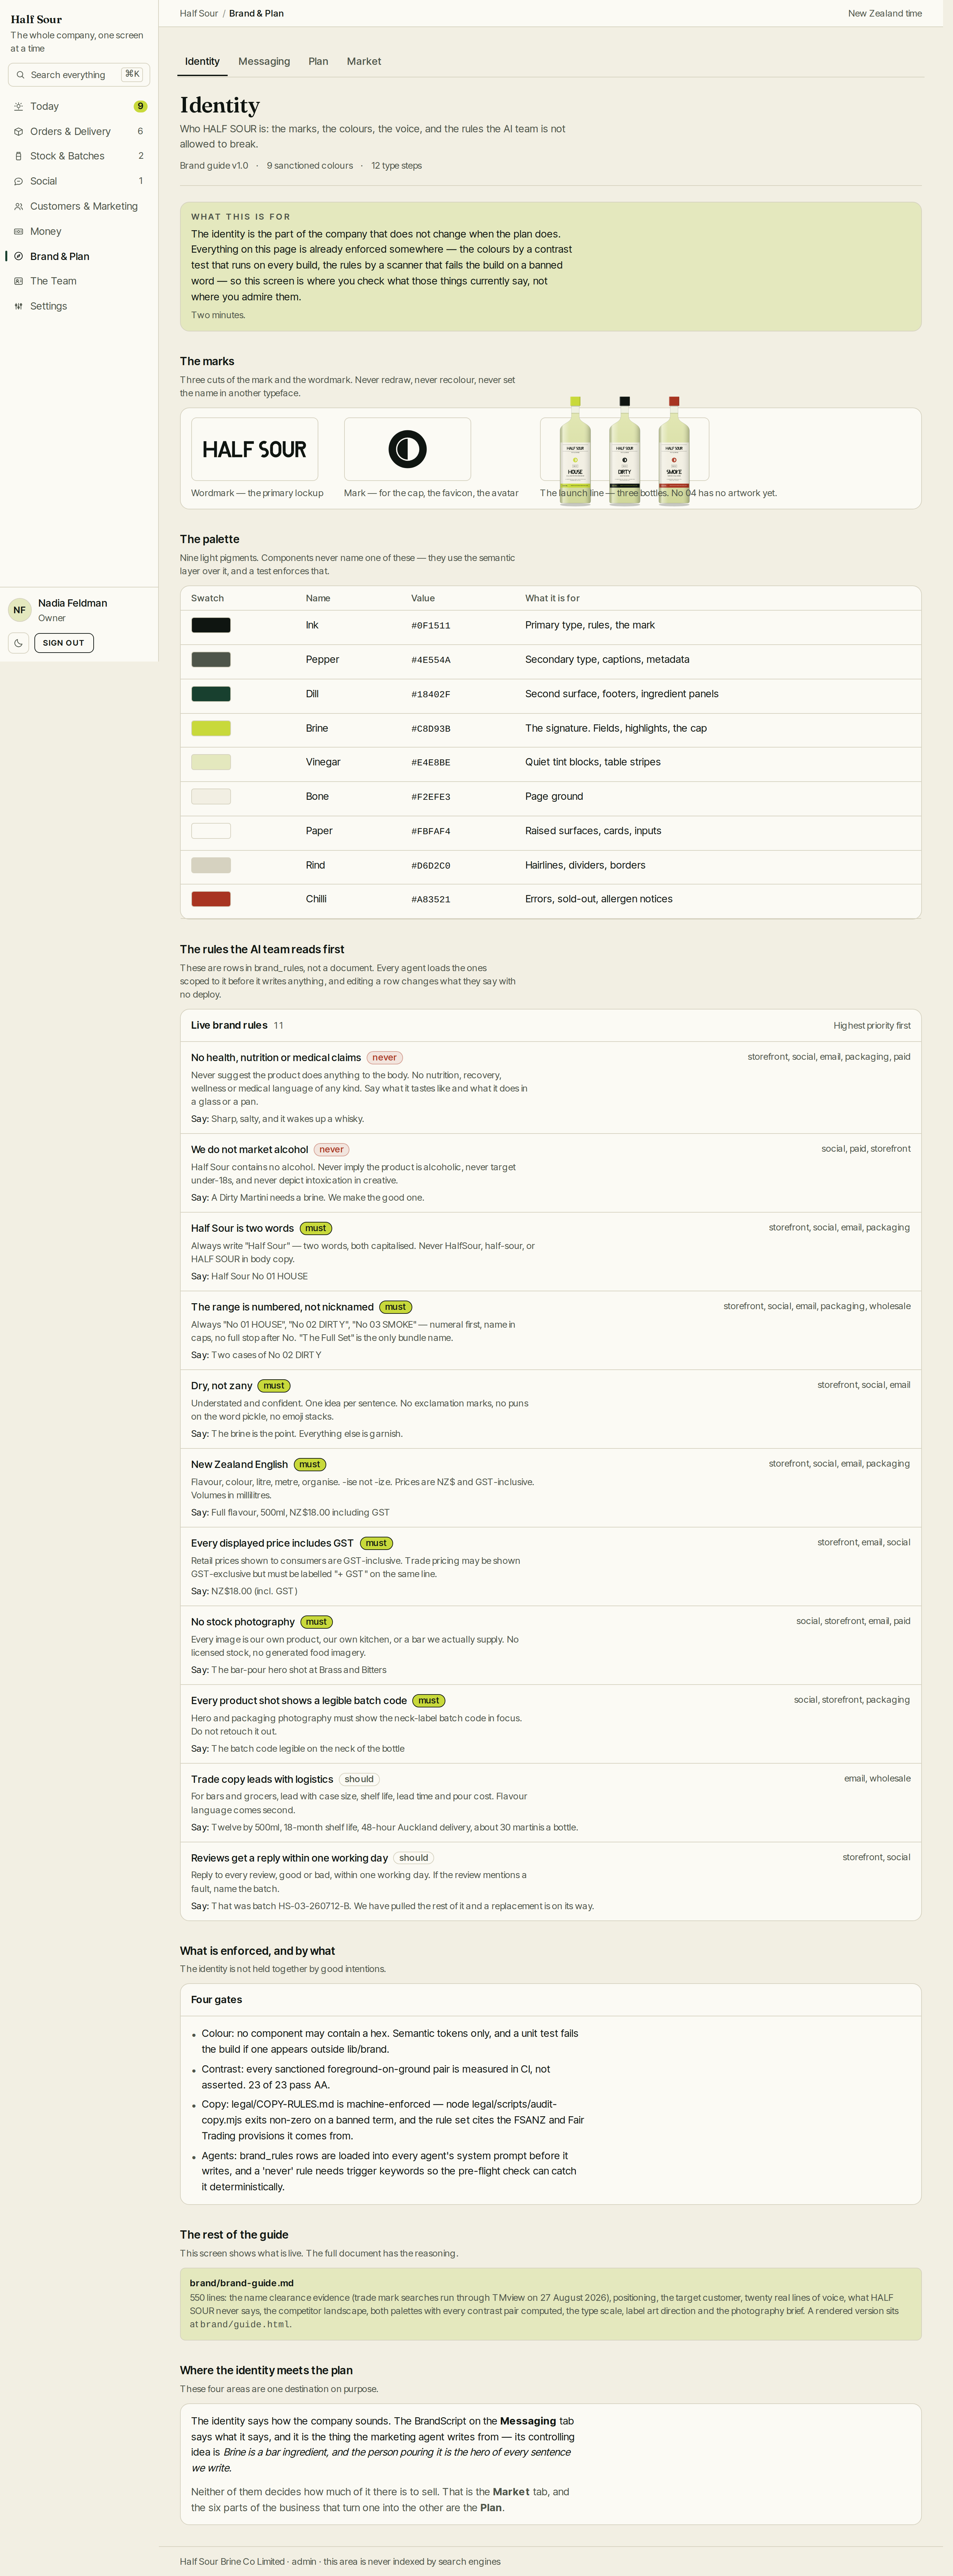 Half Sour
The whole company, one screen
at a time
Search everything ⌘K
Today 9
Orders & Delivery 6
Stock & Batches 2
Social 1
Customers & Marketing
Money
Brand & Plan
The Team
Settings
NF
Nadia Feldman
Owner
SIGN OUT
Half Sour / Brand & Plan
New Zealand time
Identity Messaging Plan Market
Identity
Who HALF SOUR is: the marks, the colours, the voice, and the rules the AI team is not
allowed to break.
Brand guide v1.0 · 9 sanctioned colours · 12 type steps
WHAT THIS IS FOR
The identity is the part of the company that does not change when the plan does.
Everything on this page is already enforced somewhere — the colours by a contrast
test that runs on every build, the rules by a scanner that fails the build on a banned
word — so this screen is where you check what those things currently say, not
where you admire them.
Two minutes.
The marks
Three cuts of the mark and the wordmark. Never redraw, never recolour, never set
the name in another typeface.
HALF SOUR
HALF SOUR HALF SOUR HALF SOUR
HOUSE DIRTY SMOKE
Wordmark — the primary lockup
Mark — for the cap, the favicon, the avatar
The launch line — three bottles. No 04 has no artwork yet.
The palette
Nine light pigments. Components never name one of these — they use the semantic
layer over it, and a test enforces that.
Swatch Name Value What it is for
Ink #0F1511 Primary type, rules, the mark
Pepper #4E554A Secondary type, captions, metadata
Dill #18402F Second surface, footers, ingredient panels
Brine #C8D93B The signature. Fields, highlights, the cap
Vinegar #E4E8BE Quiet tint blocks, table stripes
Bone #F2EFE3 Page ground
Paper #FBFAF4 Raised surfaces, cards, inputs
Rind #D6D2C0 Hairlines, dividers, borders
Chilli #A83521 Errors, sold-out, allergen notices
The rules the AI team reads first
These are rows in brand_rules, not a document. Every agent loads the ones
scoped to it before it writes anything, and editing a row changes what they say with
no deploy.
Live brand rules 11
Highest priority first
No health, nutrition or medical claims never
storefront, social, email, packaging, paid
Never suggest the product does anything to the body. No nutrition, recovery,
wellness or medical language of any kind. Say what it tastes like and what it does in
a glass or a pan.
Say: Sharp, salty, and it wakes up a whisky.
We do not market alcohol never
social, paid, storefront
Half Sour contains no alcohol. Never imply the product is alcoholic, never target
under-18s, and never depict intoxication in creative.
Say: A Dirty Martini needs a brine. We make the good one.
Half Sour is two words must
storefront, social, email, packaging
Always write "Half Sour" — two words, both capitalised. Never HalfSour, half-sour, or
HALF SOUR in body copy.
Say: Half Sour No 01 HOUSE
The range is numbered, not nicknamed must
storefront, social, email, packaging, wholesale
Always "No 01 HOUSE", "No 02 DIRTY", "No 03 SMOKE" — numeral first, name in
caps, no full stop after No. "The Full Set" is the only bundle name.
Say: Two cases of No 02 DIRTY
Dry, not zany must
storefront, social, email
Understated and confident. One idea per sentence. No exclamation marks, no puns
on the word pickle, no emoji stacks.
Say: The brine is the point. Everything else is garnish.
New Zealand English must
storefront, social, email, packaging
Flavour, colour, litre, metre, organise. -ise not -ize. Prices are NZ$ and GST-inclusive.
Volumes in millilitres.
Say: Full flavour, 500ml, NZ$18.00 including GST
Every displayed price includes GST must
storefront, email, social
Retail prices shown to consumers are GST-inclusive. Trade pricing may be shown
GST-exclusive but must be labelled "+ GST" on the same line.
Say: NZ$18.00 (incl. GST)
No stock photography must
social, storefront, email, paid
Every image is our own product, our own kitchen, or a bar we actually supply. No
licensed stock, no generated food imagery.
Say: The bar-pour hero shot at Brass and Bitters
Every product shot shows a legible batch code must
social, storefront, packaging
Hero and packaging photography must show the neck-label batch code in focus.
Do not retouch it out.
Say: The batch code legible on the neck of the bottle
Trade copy leads with logistics should
email, wholesale
For bars and grocers, lead with case size, shelf life, lead time and pour cost. Flavour
language comes second.
Say: Twelve by 500ml, 18-month shelf life, 48-hour Auckland delivery, about 30 martinis a bottle.
Reviews get a reply within one working day should
storefront, social
Reply to every review, good or bad, within one working day. If the review mentions a
fault, name the batch.
Say: That was batch HS-03-260712-B. We have pulled the rest of it and a replacement is on its way.
What is enforced, and by what
The identity is not held together by good intentions.
Four gates
• Colour: no component may contain a hex. Semantic tokens only, and a unit test fails
the build if one appears outside lib/brand.
• Contrast: every sanctioned foreground-on-ground pair is measured in CI, not
asserted. 23 of 23 pass AA.
• Copy: legal/COPY-RULES.md is machine-enforced — node legal/scripts/audit-
copy.mjs exits non-zero on a banned term, and the rule set cites the FSANZ and Fair
Trading provisions it comes from.
• Agents: brand_rules rows are loaded into every agent's system prompt before it
writes, and a 'never' rule needs trigger keywords so the pre-flight check can catch
it deterministically.
The rest of the guide
This screen shows what is live. The full document has the reasoning.
brand/brand-guide.md
550 lines: the name clearance evidence (trade mark searches run through TMview on 27 August 2026), positioning, the target customer, twenty real lines of voice, what HALF
SOUR never says, the competitor landscape, both palettes with every contrast pair computed, the type scale, label art direction and the photography brief. A rendered version sits
at brand/guide.html.
Where the identity meets the plan
These four areas are one destination on purpose.
The identity says how the company sounds. The BrandScript on the Messaging tab
says what it says, and it is the thing the marketing agent writes from — its controlling
idea is Brine is a bar ingredient, and the person pouring it is the hero of every sentence
we write.
Neither of them decides how much of it there is to sell. That is the Market tab, and
the six parts of the business that turn one into the other are the Plan.
Half Sour Brine Co Limited · admin · this area is never indexed by search engines